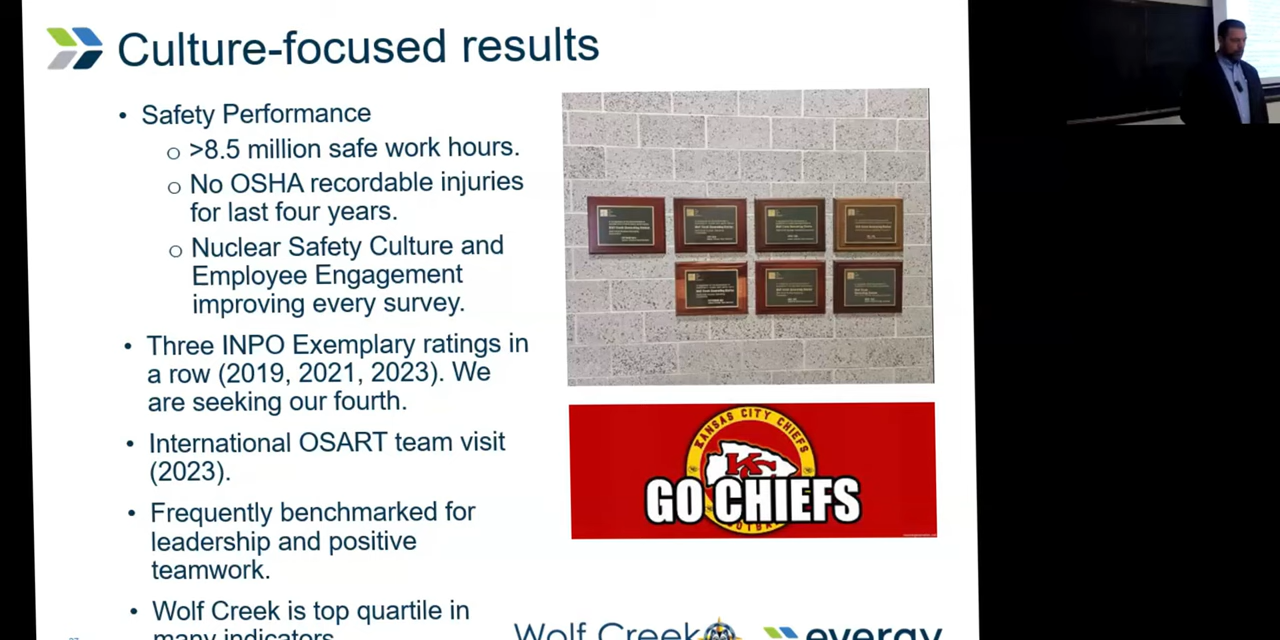 Culture-focused results
• Safety Performance
o >8.5 million safe work hours.
o No OSHA recordable injuries
for last four years.
o Nuclear Safety Culture and
Employee Engagement
improving every survey.
• Three INPO Exemplary ratings in
a row (2019, 2021, 2023). We
are seeking our fourth.
• International OSART team visit
(2023).
• Frequently benchmarked for
leadership and positive
teamwork.
• Wolf Creek is top quartile in
many indicators
KANSAS CITY CHIEFS
KC
GO CHIEFS
Wolf Creek
evergy